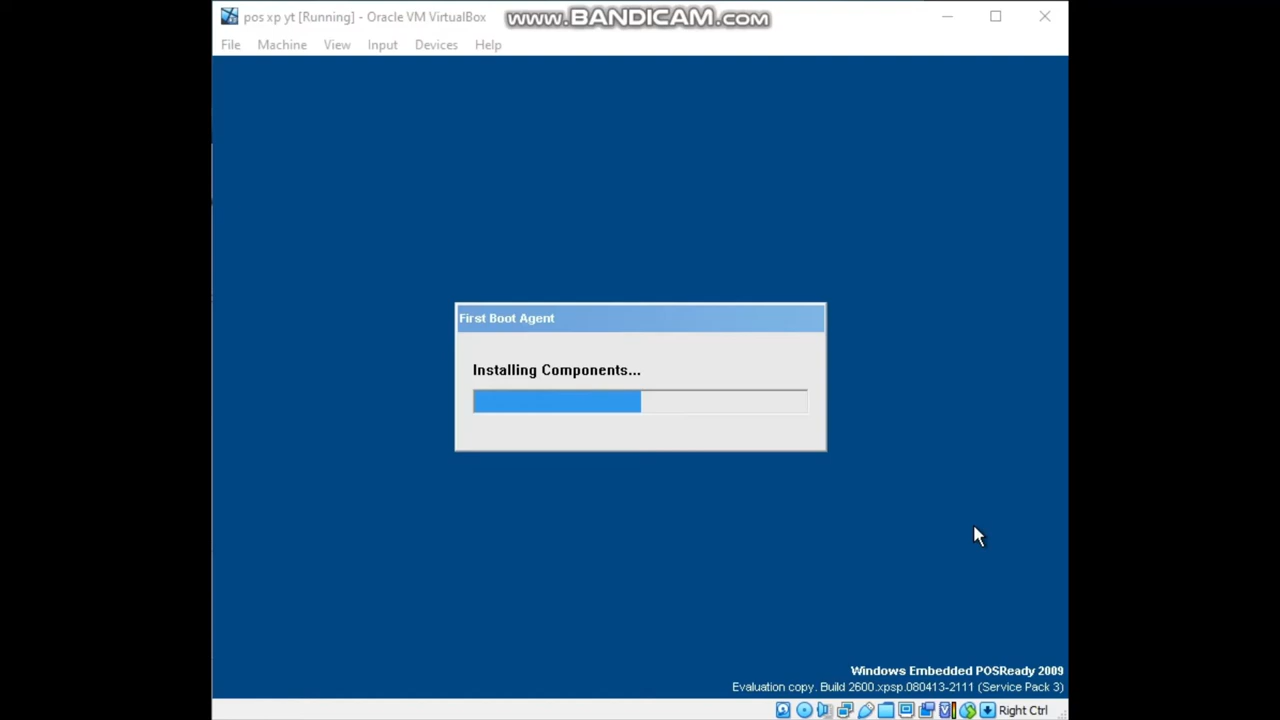 pos xp yt [Running] - Oracle VM VirtualBox
www.BANDICAM.com
File Machine View Input Devices Help
First Boot Agent
Installing Components...
Windows Embedded POSReady 2009
Evaluation copy. Build 2600.xpsp.080413-2111 (Service Pack 3)
Right Ctrl